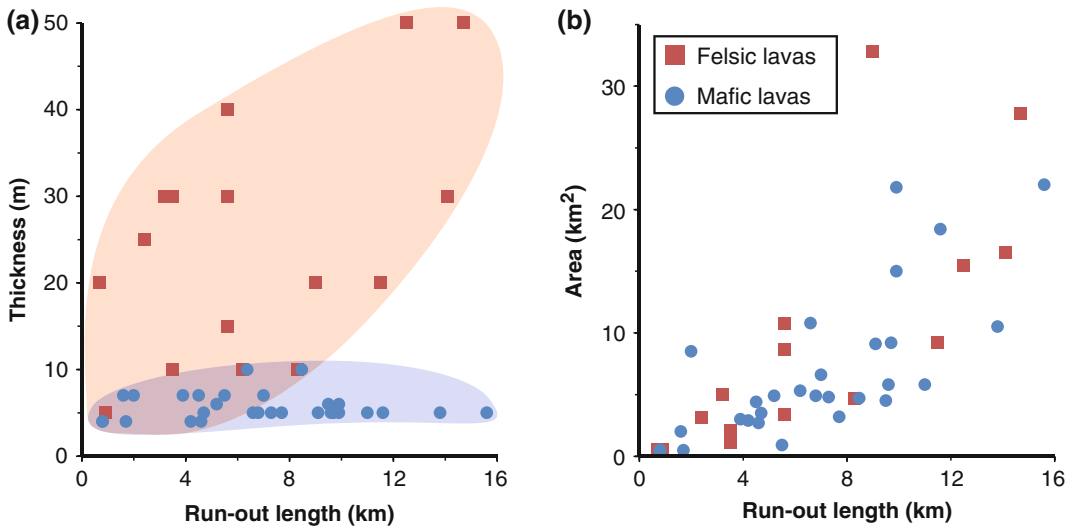 (a)
Thickness (m)
50
40
30
20
10
0
0 4 8 12 16
Run-out length (km)
(b)
Felsic lavas
Mafic lavas
Area (km²)
30
20
10
0
0 4 8 12 16
Run-out length (km)